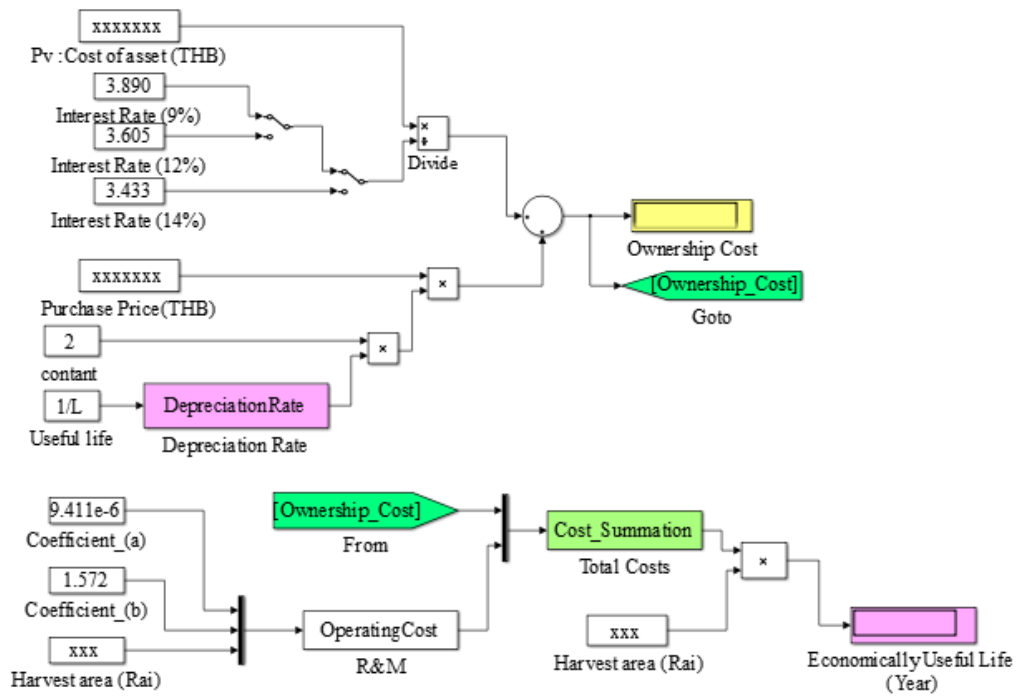 xxxxxxx
Pv :Cost of asset (THB)
3.890
Interest Rate (9%)
3.605
Interest Rate (12%)
3.433
Interest Rate (14%)
×
÷
Divide
Ownership Cost
[Ownership_Cost]
Goto
xxxxxxx
Purchase Price(THB)
×
2
contant
×
1/L
Useful life
DepreciationRate
Depreciation Rate
9.411e-6
Coefficient_(a)
1.572
Coefficient_(b)
xxx
Harvest area (Rai)
[Ownership_Cost]
From
OperatingCost
R&M
Cost_Summation
Total Costs
xxx
Harvest area (Rai)
×
Economically Useful Life
(Year)